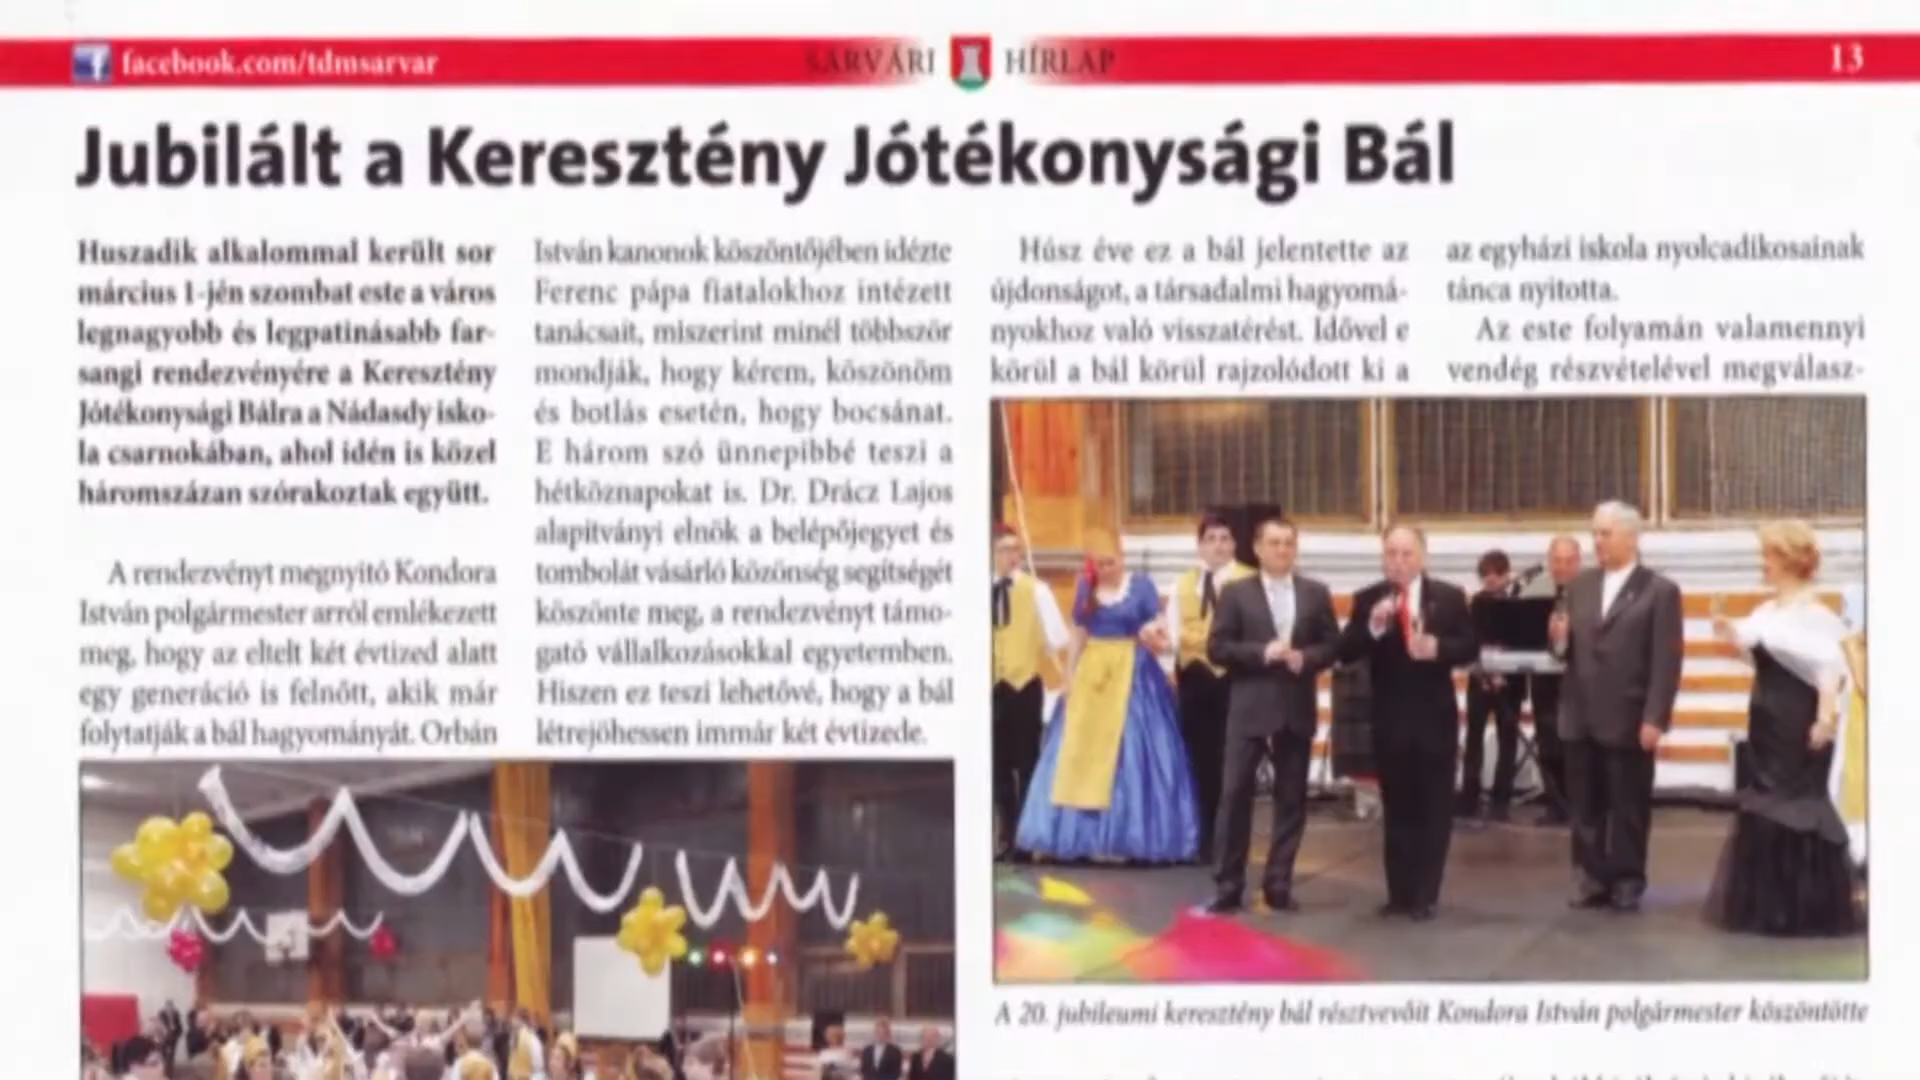 facebook.com/tdmsarvar
SÁRVÁRI HÍRLAP
13
Jubilált a Keresztény Jótékonysági Bál
Huszadik alkalommal került sor
március 1-jén szombat este a város
legnagyobb és legpatinásabb far-
sangi rendezvényére a Keresztény
Jótékonysági Bálra a Nádasdy isko-
la csarnokában, ahol idén is közel
háromszázan szórakoztak együtt.
A rendezvényt megnyitó Kondora
István polgármester arról emlékezett
meg, hogy az eltelt két évtized alatt
egy generáció is felnőtt, akik már
folytatják a bál hagyományát. Orbán
István kanonok köszöntőjében idézte
Ferenc pápa fiatalokhoz intézett
tanácsait, miszerint minél többször
mondják, hogy kérem, köszönöm
és botlás esetén, hogy bocsánat.
E három szó ünnepibbé teszi a
hétköznapokat is. Dr. Drácz Lajos
alapítványi elnök a belépőjegyet és
tombolát vásárló közönség segítségét
köszönte meg, a rendezvényt támo-
gató vállalkozásokkal egyetemben.
Hiszen ez teszi lehetővé, hogy a bál
létrejöhessen immár két évtizede.
Húsz éve ez a bál jelentette az
újdonságot, a társadalmi hagyomá-
nyokhoz való visszatérést. Idővel e
körül a bál körül rajzolódott ki a
az egyházi iskola nyolcadikosainak
tánca nyitotta.
Az este folyamán valamennyi
vendég részvételével megválasz-
A 20. jubileumi keresztény bál résztvevőit Kondora István polgármester köszöntötte